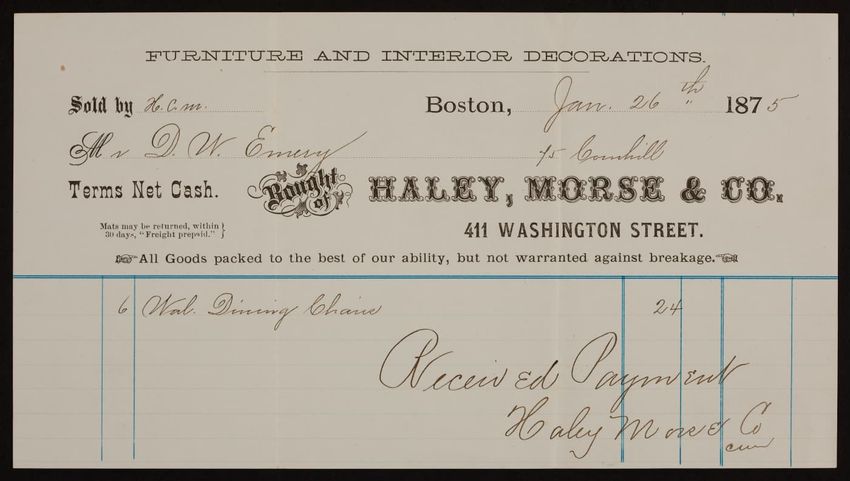 FURNITURE AND INTERIOR DECORATIONS.
Sold by H. C. M. Boston, Jan. 26th 1875
Mr D. W. Emery 15 Cornhill
Terms Net Cash. Bought of HALEY, MORSE & CO.
Mats may be returned, within
30 days, "Freight prepaid."
411 WASHINGTON STREET.
All Goods packed to the best of our ability, but not warranted against breakage.
6 Wal. Dining Chairs 24
Received Payment
Haley Morse & Co